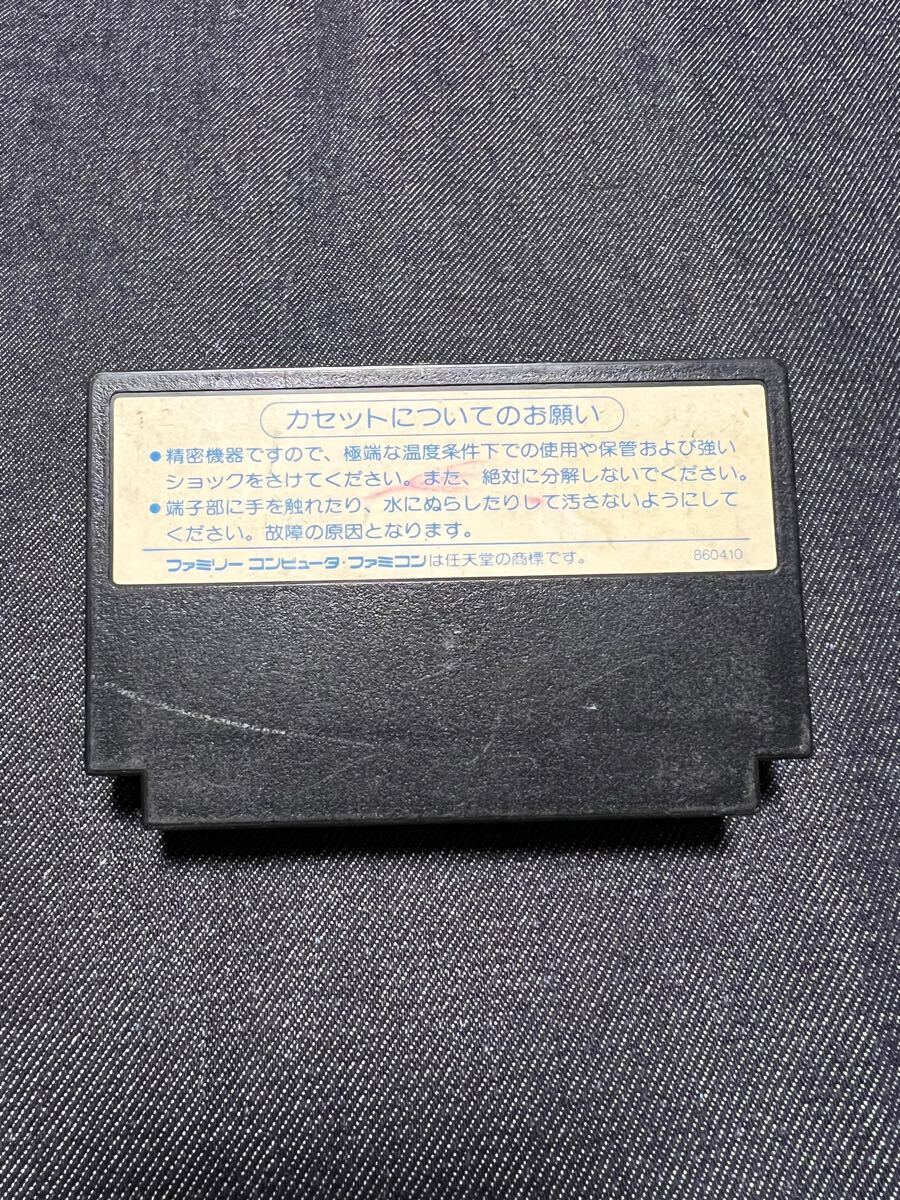 カセットについてのお願い
●精密機器ですので、極端な温度条件下での使用や保管および強い
ショックをさけてください。また、絶対に分解しないでください。
●端子部に手を触れたり、水にぬらしたりして汚さないようにして
ください。故障の原因となります。
ファミリー コンピュータ・ファミコンは任天堂の商標です。 860410